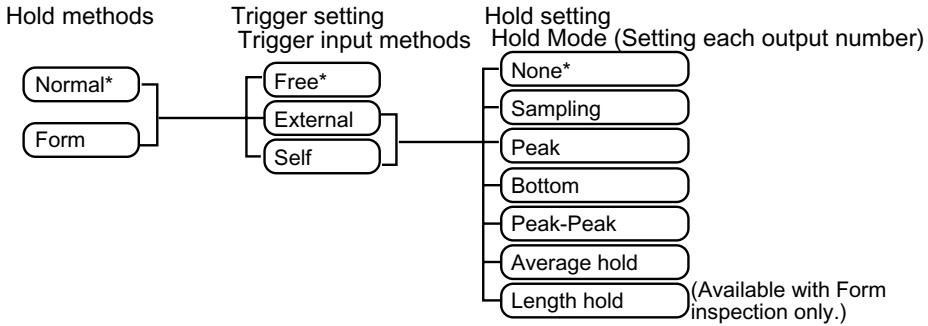 Hold methods
Trigger setting
Trigger input methods
Hold setting
Hold Mode (Setting each output number)
Normal*
Form
Free*
External
Self
None*
Sampling
Peak
Bottom
Peak-Peak
Average hold
Length hold
(Available with Form
inspection only.)